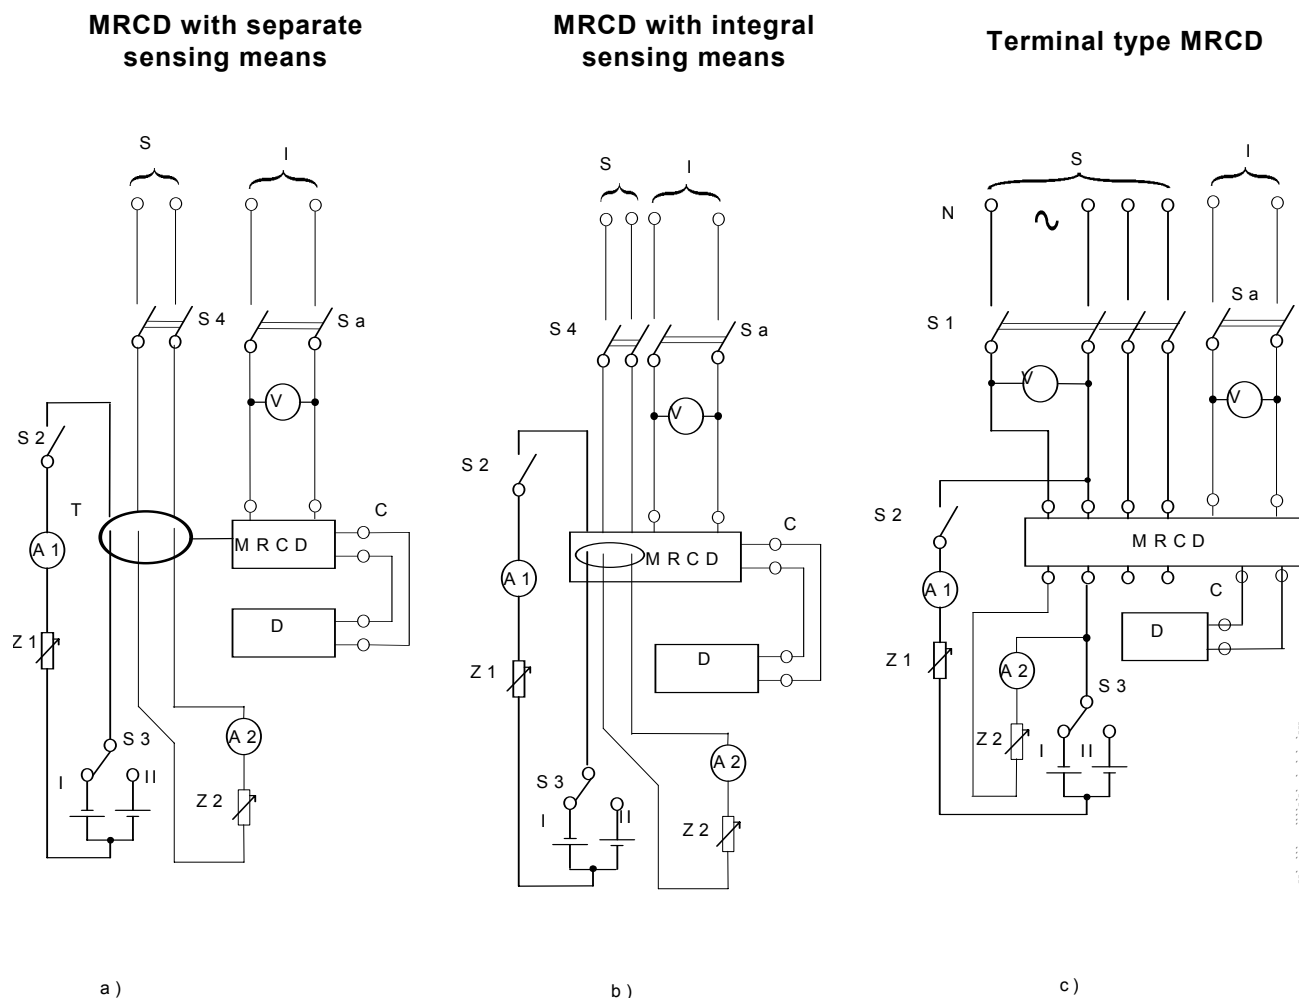 MRCD with separate
sensing means
S
I
S 4
S a
V
S 2
T
C
A 1
M R C D
D
Z 1
S 3
A 2
I
II
Z 2
a )
MRCD with integral
sensing means
S
I
S 4
S a
V
S 2
C
M R C D
A 1
D
Z 1
A 2
S 3
I
II
Z 2
b )
Terminal type MRCD
S
I
N
S a
S 1
V
V
S 2
M R C D
A 1
C
D
Z 1
A 2
S 3
Z 2
I
II
c )